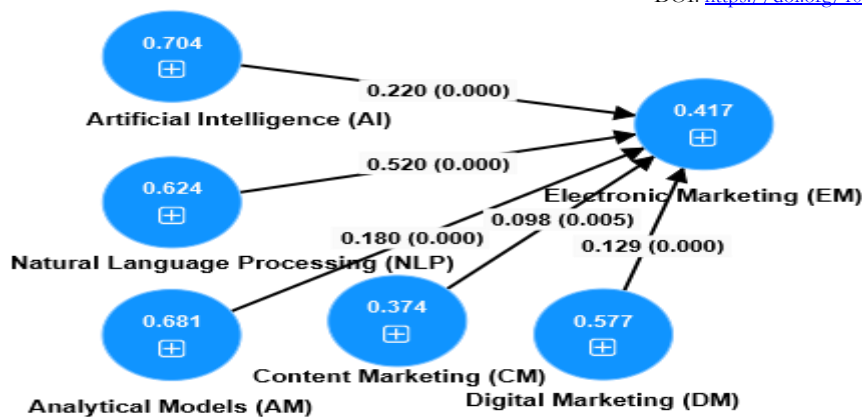 0.704
0.220 (0.000)
0.417
Artificial Intelligence (AI)
0.624
0.520 (0.000)
Electronic Marketing (EM)
0.098 (0.005)
0.180 (0.000)
0.129 (0.000)
Natural Language Processing (NLP)
0.681
0.374
0.577
Content Marketing (CM)
Analytical Models (AM)
Digital Marketing (DM)